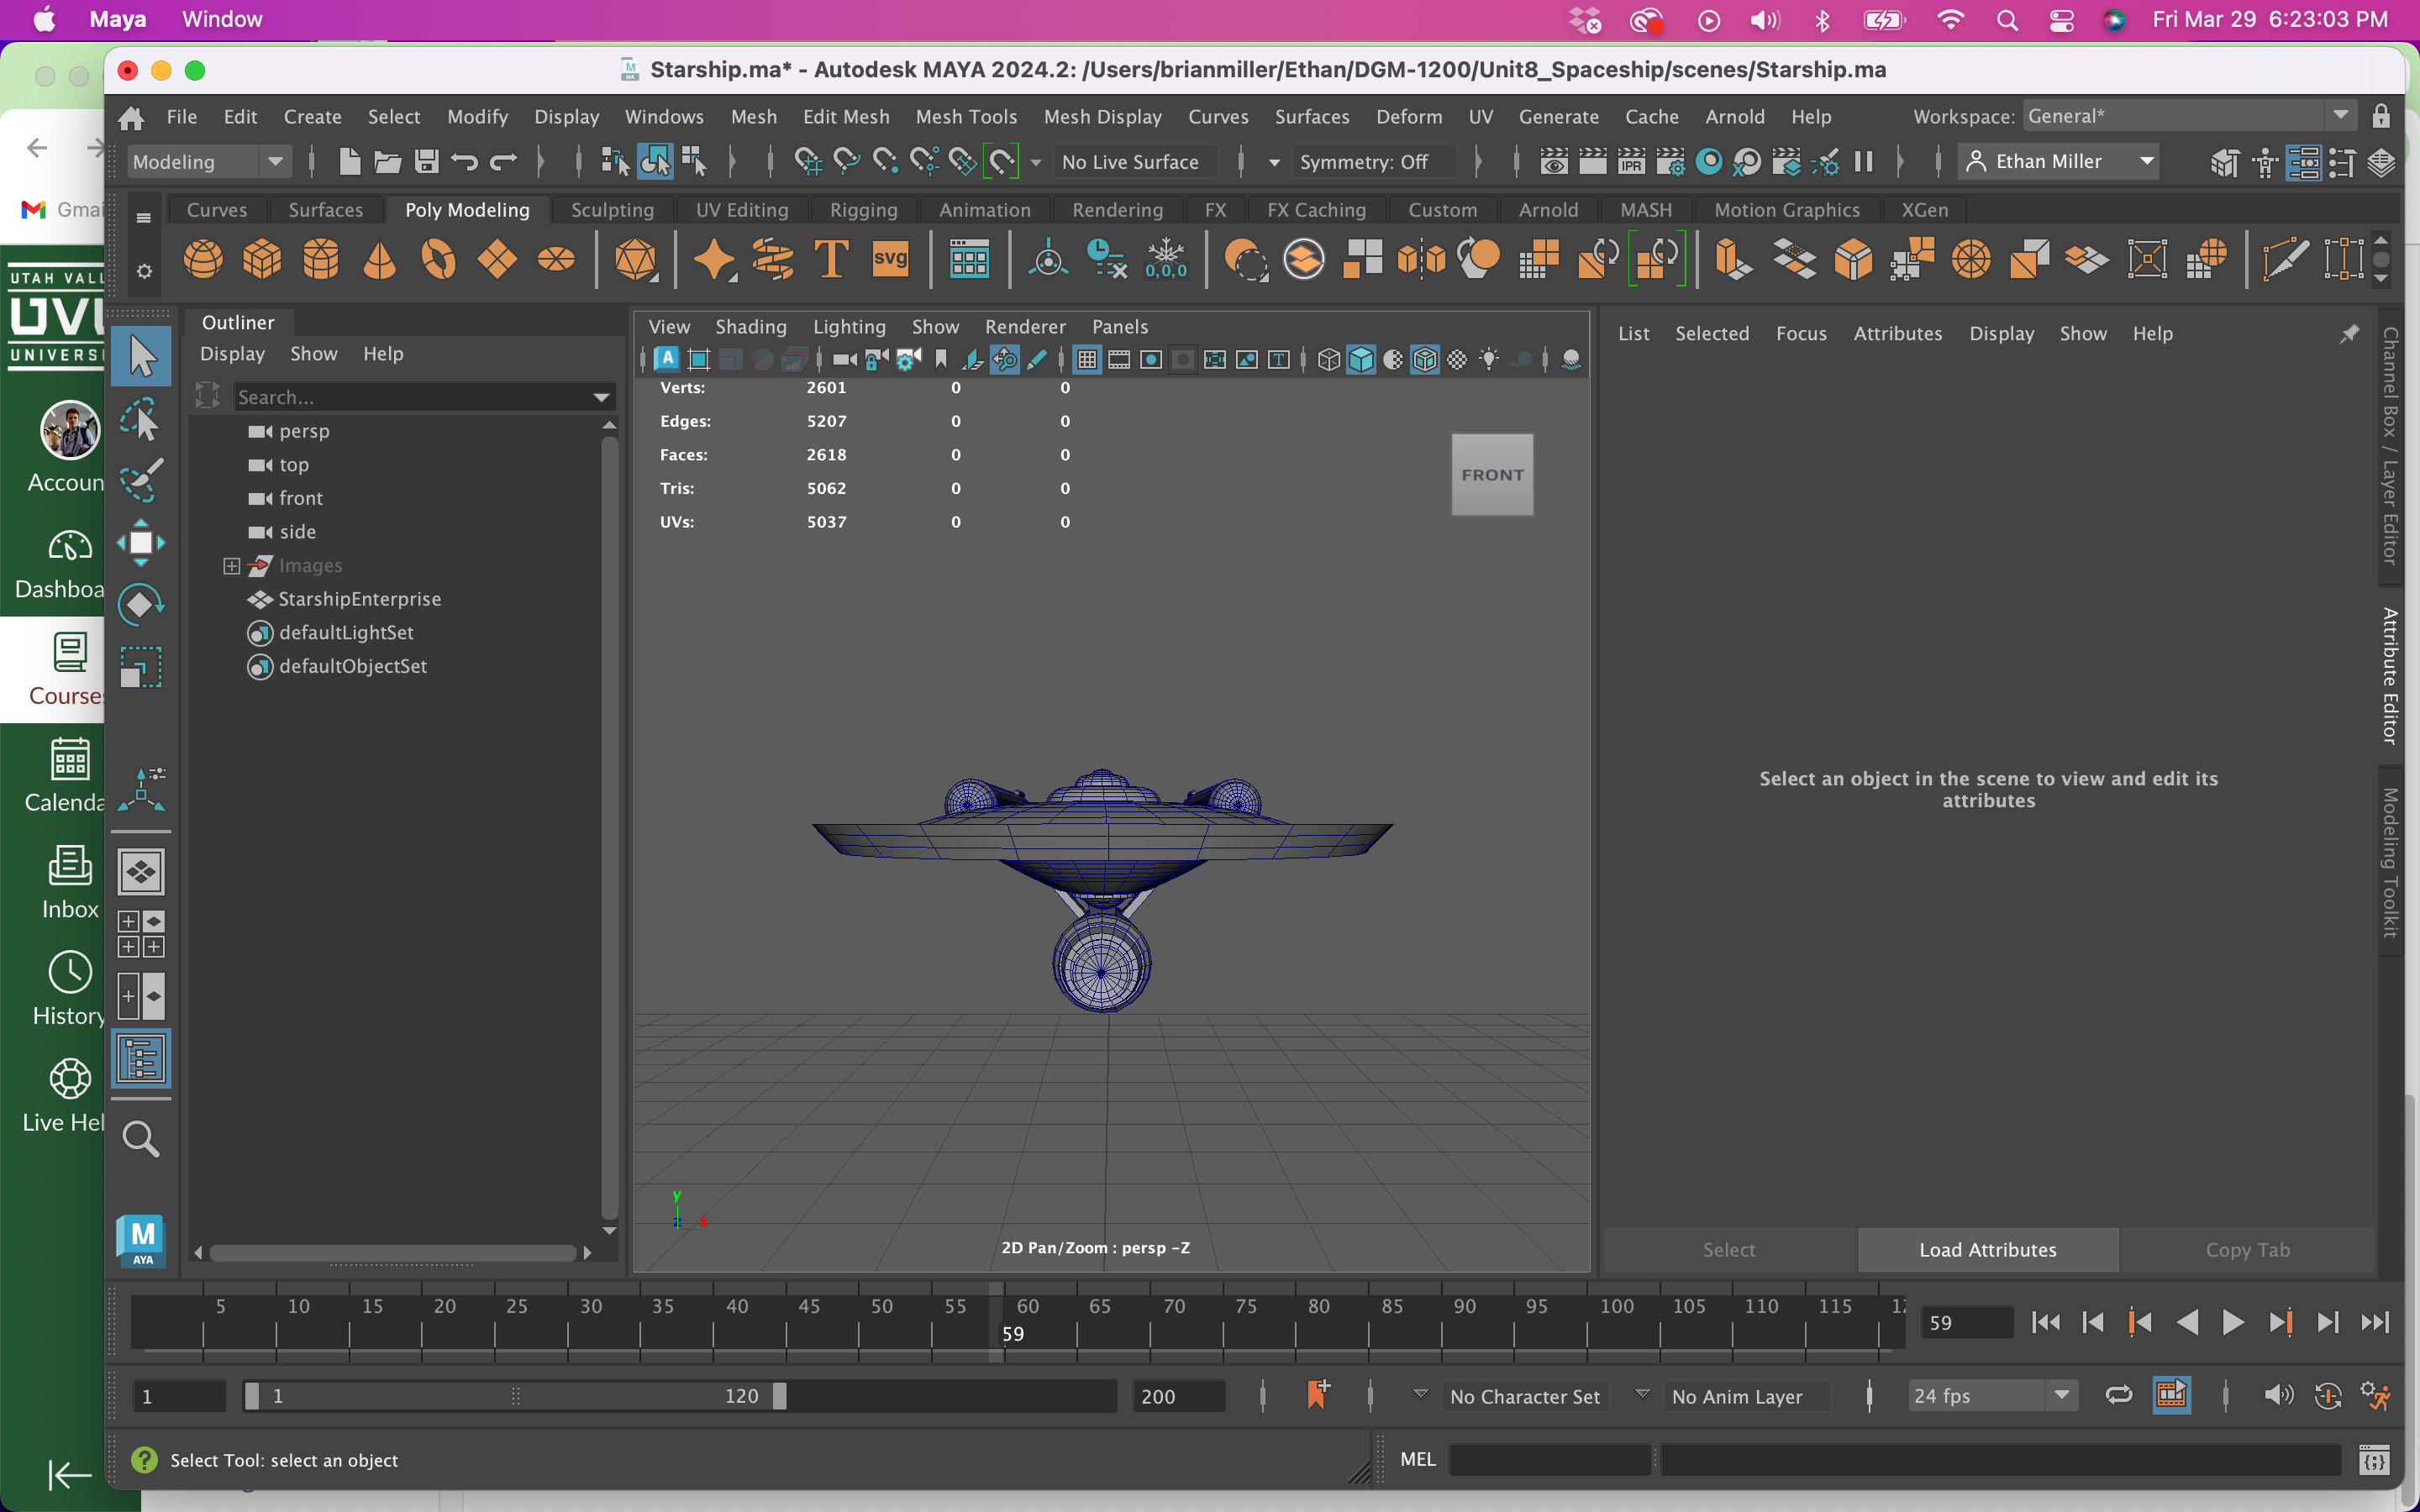 Maya Window
Fri Mar 29 6:23:03 PM
Starship.ma* - Autodesk MAYA 2024.2: /Users/brianmiller/Ethan/DGM-1200/Unit8_Spaceship/scenes/Starship.ma
File Edit Create Select Modify Display Windows Mesh Edit Mesh Mesh Tools Mesh Display Curves Surfaces Deform UV Generate Cache Arnold Help Workspace: General*
Modeling No Live Surface Symmetry: Off IPR Ethan Miller
Curves Surfaces Poly Modeling Sculpting UV Editing Rigging Animation Rendering FX FX Caching Custom Arnold MASH Motion Graphics XGen
T svg 0,0,0
Gmai
UTAH VALL
UVU
UNIVERS
Accoun
Dashboa
Courses
Calenda
Inbox
History
Live Hel
Outliner
Display Show Help
Search...
persp
top
front
side
Images
StarshipEnterprise
defaultLightSet
defaultObjectSet
M
AYA
View Shading Lighting Show Renderer Panels
Verts: 2601 0 0
Edges: 5207 0 0
Faces: 2618 0 0
Tris: 5062 0 0
UVs: 5037 0 0
FRONT
y
z x
2D Pan/Zoom : persp -Z
List Selected Focus Attributes Display Show Help
Select an object in the scene to view and edit its
attributes
Select Load Attributes Copy Tab
Channel Box / Layer Editor
Attribute Editor
Modeling Toolkit
5 10 15 20 25 30 35 40 45 50 55 60 65 70 75 80 85 90 95 100 105 110 115 12
59
59
1 1 120 200 No Character Set No Anim Layer 24 fps
Select Tool: select an object MEL